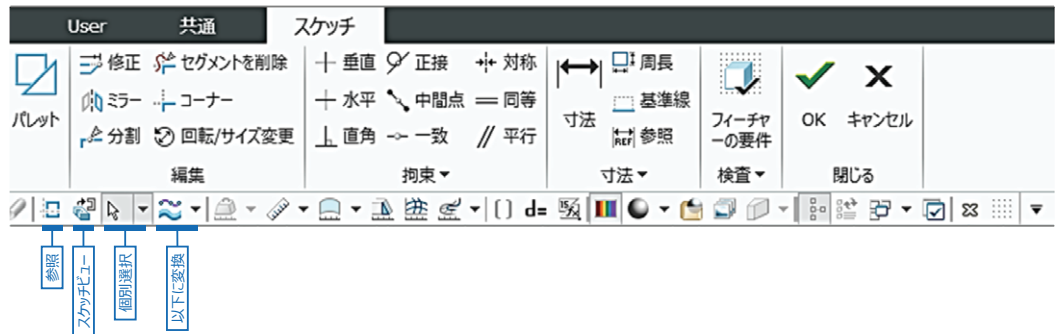 User 共通 スケッチ
修正 セグメントを削除 垂直 正接 対称 周長
ミラー コーナー 水平 中間点 同等 基準線
パレット 寸法 フィーチャ OK キャンセル
分割 回転/サイズ変更 直角 一致 平行 REF 参照 ーの要件
編集 拘束▼ 寸法▼ 検査▼ 閉じる
d=
参照
スケッチビュー
個別選択
以下に変換